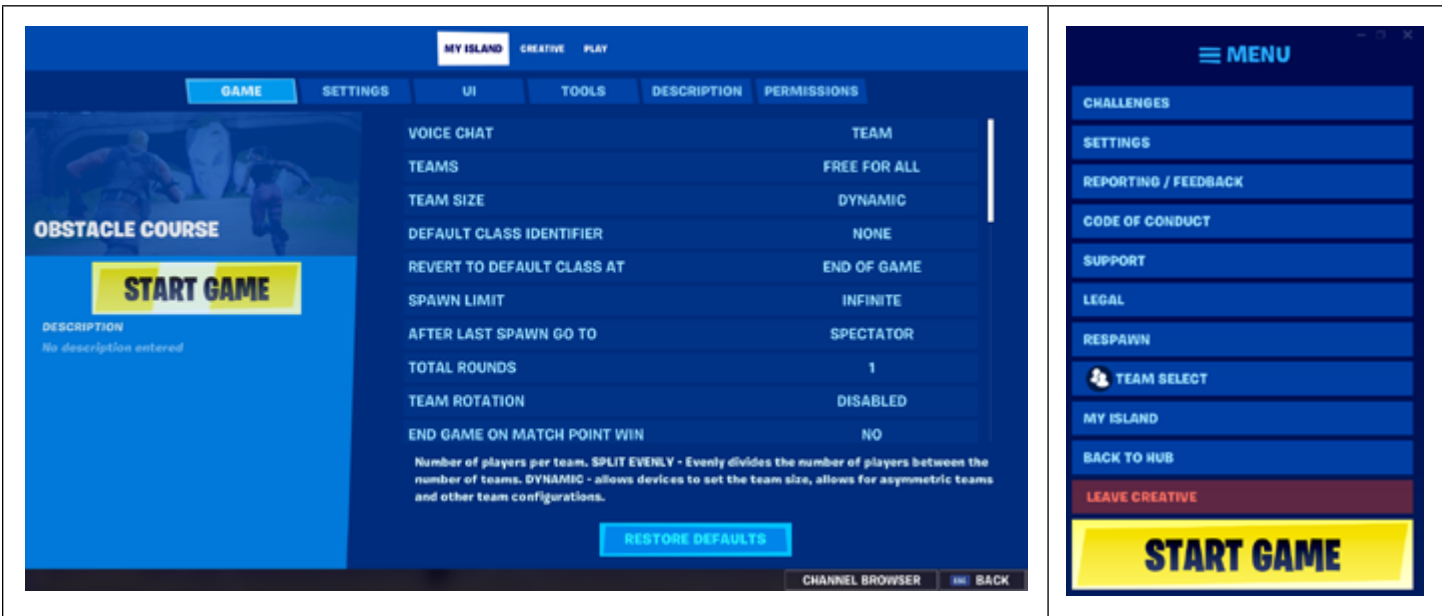 MY ISLAND CREATIVE PLAY
GAME SETTINGS UI TOOLS DESCRIPTION PERMISSIONS
OBSTACLE COURSE
START GAME
DESCRIPTION
No description entered
VOICE CHAT TEAM
TEAMS FREE FOR ALL
TEAM SIZE DYNAMIC
DEFAULT CLASS IDENTIFIER NONE
REVERT TO DEFAULT CLASS AT END OF GAME
SPAWN LIMIT INFINITE
AFTER LAST SPAWN GO TO SPECTATOR
TOTAL ROUNDS 1
TEAM ROTATION DISABLED
END GAME ON MATCH POINT WIN NO
Number of players per team. SPLIT EVENLY - Evenly divides the number of players between the
number of teams. DYNAMIC - allows devices to set the team size, allows for asymmetric teams
and other team configurations.
RESTORE DEFAULTS
CHANNEL BROWSER ESC BACK
MENU
CHALLENGES
SETTINGS
REPORTING / FEEDBACK
CODE OF CONDUCT
SUPPORT
LEGAL
RESPAWN
TEAM SELECT
MY ISLAND
BACK TO HUB
LEAVE CREATIVE
START GAME